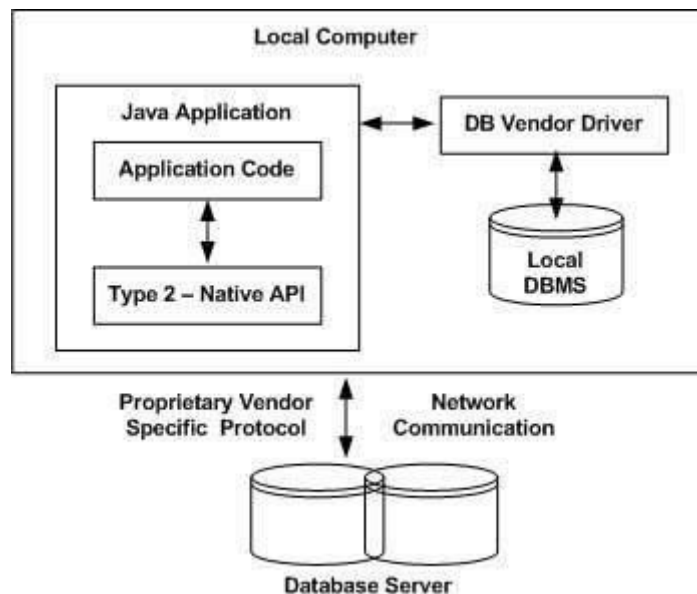 Local Computer
Java Application
DB Vendor Driver
Application Code
Type 2 – Native API
Local
DBMS
Proprietary Vendor
Specific Protocol
Network
Communication
Database Server